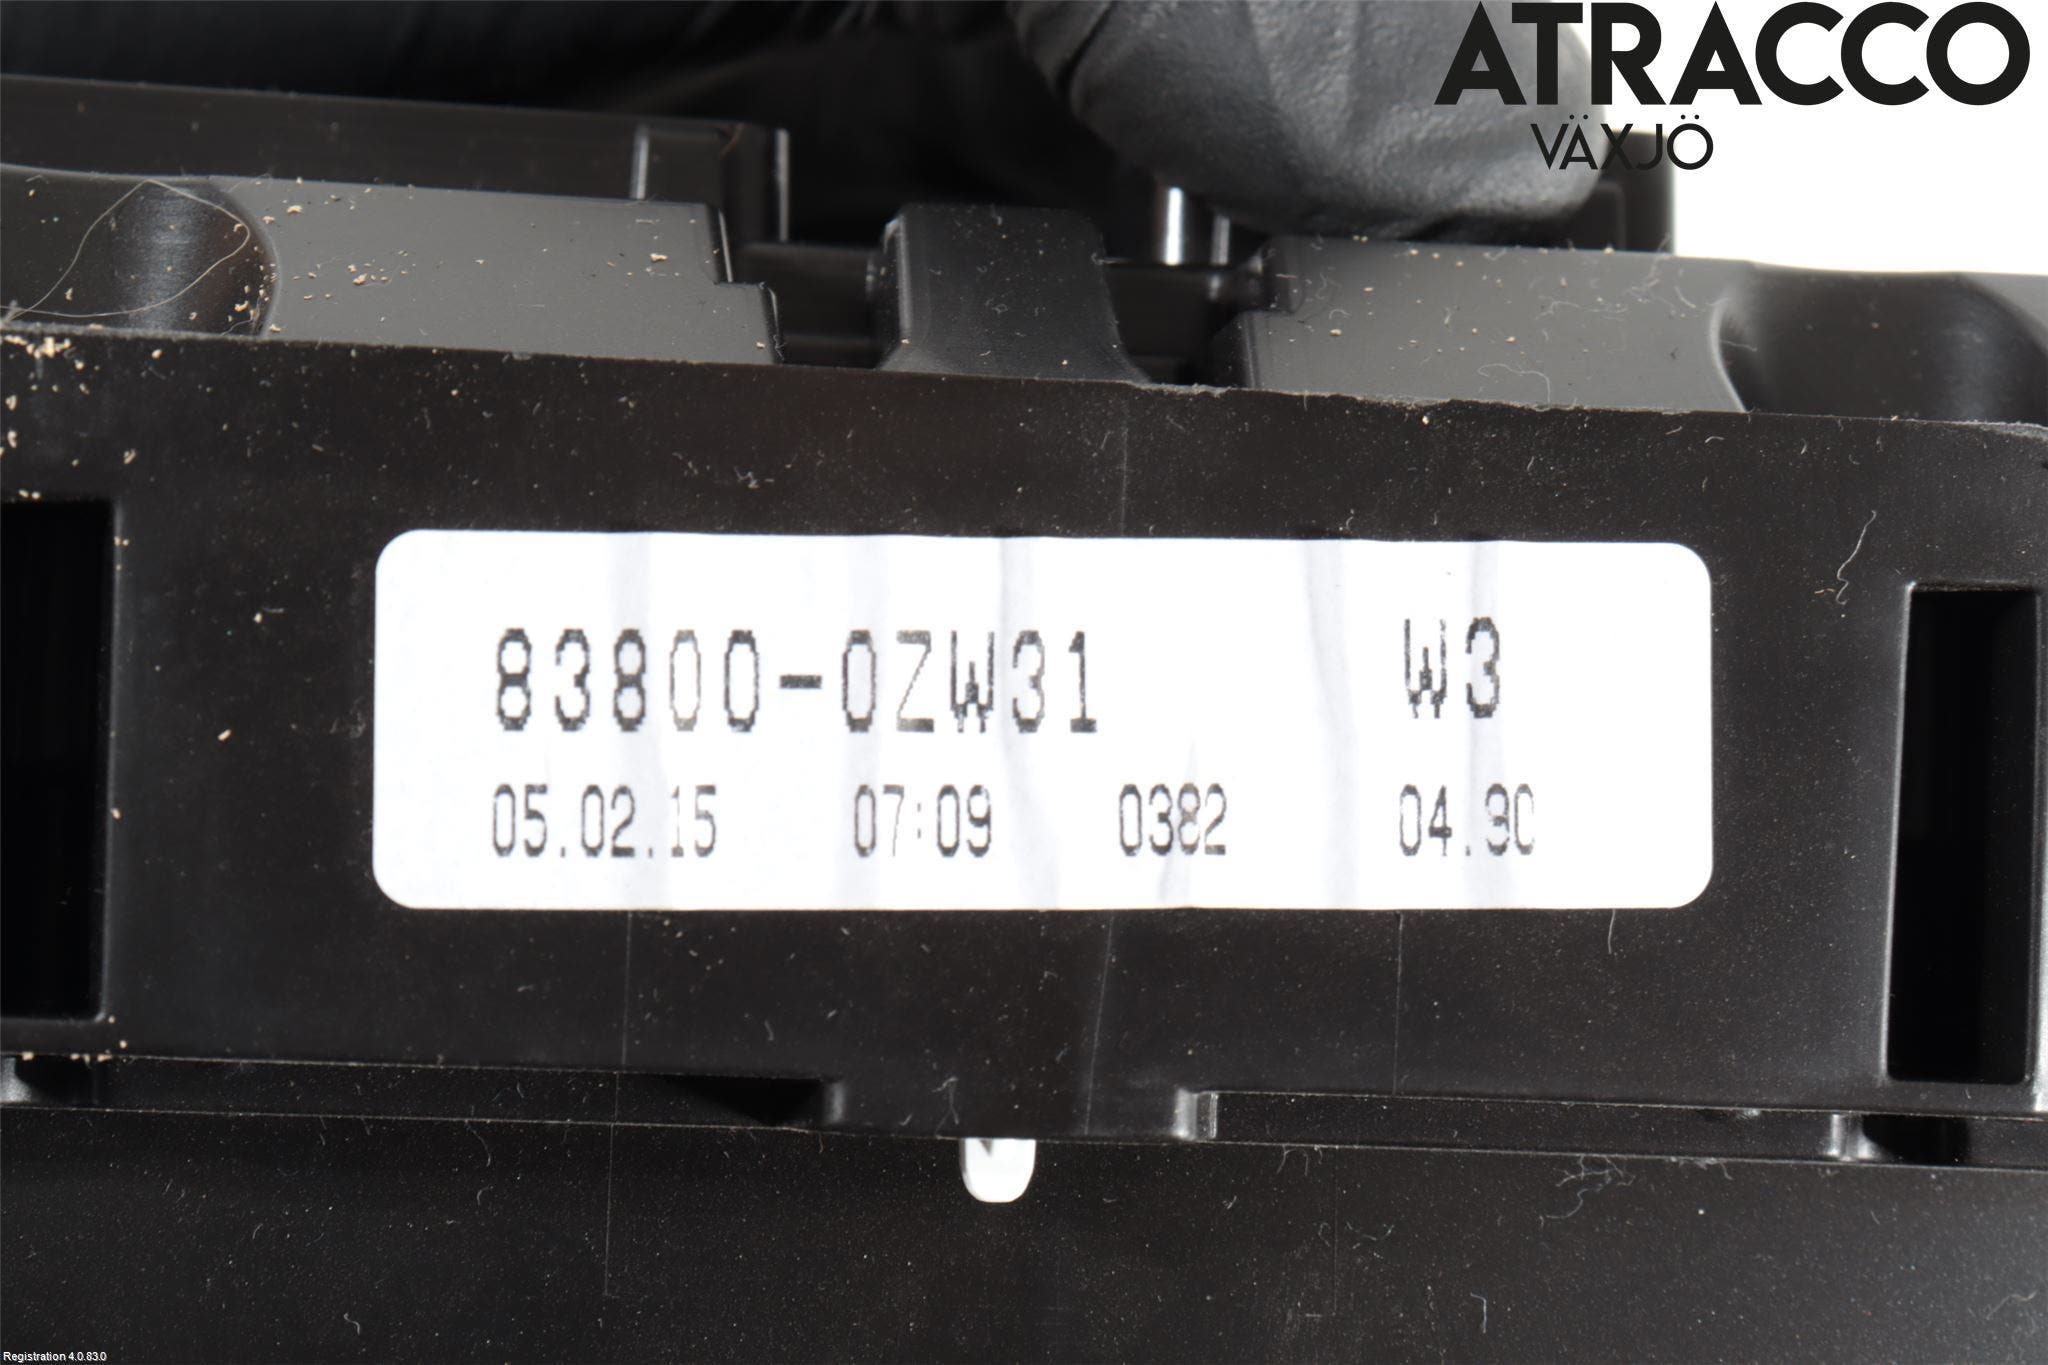 ATRACCO
VÄXJÖ
83800-0ZW31 W3
05.02.15 07:09 0382 04.90
Registration 4.0.83.0